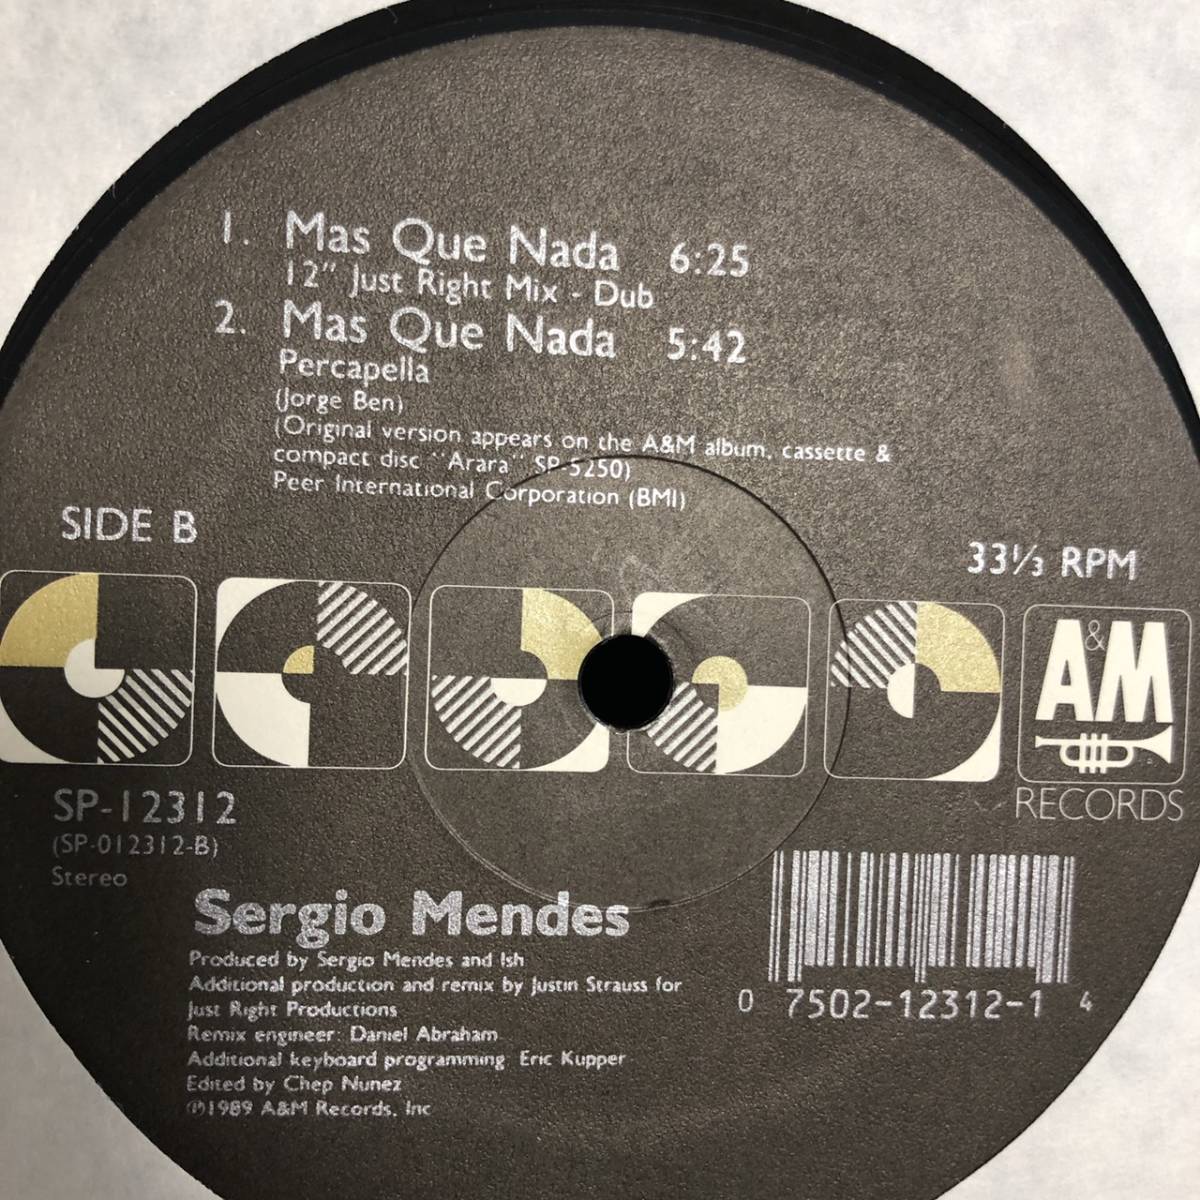 1. Mas Que Nada 6:25
12" Just Right Mix - Dub
2. Mas Que Nada 5:42
Percapella
(Jorge Ben)
(Original version appears on the A&M album, cassette &
compact disc "Arara" SP-5250)
Peer International Corporation (BMI)
SIDE B
33⅓ RPM
A&M
RECORDS
SP-12312
(SP-012312-B)
Stereo
Sergio Mendes
Produced by Sergio Mendes and Ish
Additional production and remix by Justin Strauss for
Just Right Productions
Remix engineer: Daniel Abraham
Additional keyboard programming Eric Kupper
Edited by Chep Nunez
℗1989 A&M Records, Inc
0 7502-12312-1 4